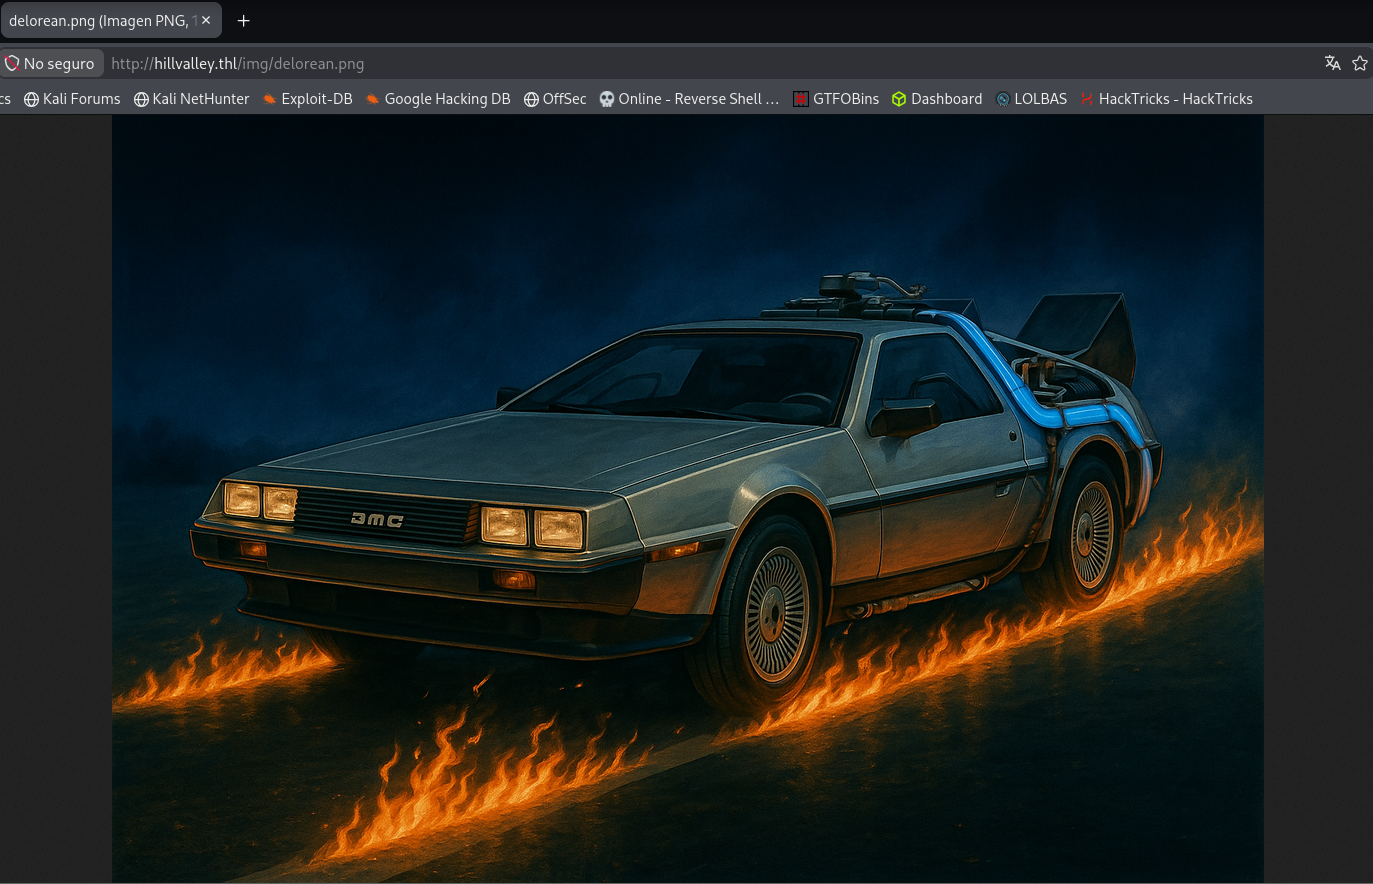 delorean.png (Imagen PNG, 1
No seguro
http://hillvalley.thl/img/delorean.png
cs Kali Forums Kali NetHunter Exploit-DB Google Hacking DB OffSec Online - Reverse Shell ... GTFOBins Dashboard LOLBAS HackTricks - HackTricks
DMC